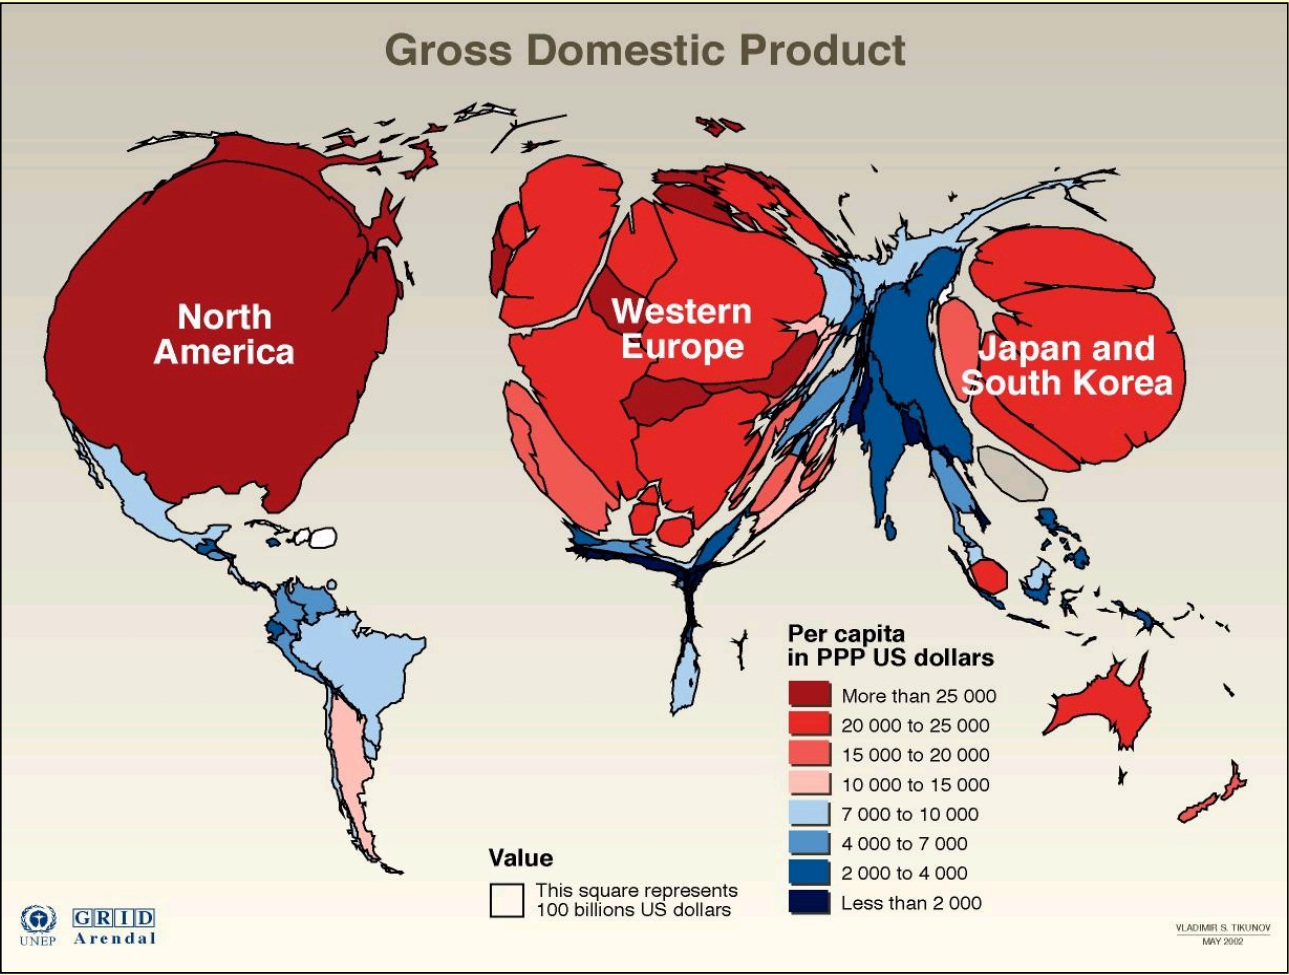 Gross Domestic Product
North
America
Western
Europe
Japan and
South Korea
Per capita
in PPP US dollars
More than 25 000
20 000 to 25 000
15 000 to 20 000
10 000 to 15 000
7 000 to 10 000
4 000 to 7 000
2 000 to 4 000
Less than 2 000
Value
This square represents
100 billions US dollars
UNEP
GRID
Arendal
VLADIMIR S. TIKUNOV
MAY 2002